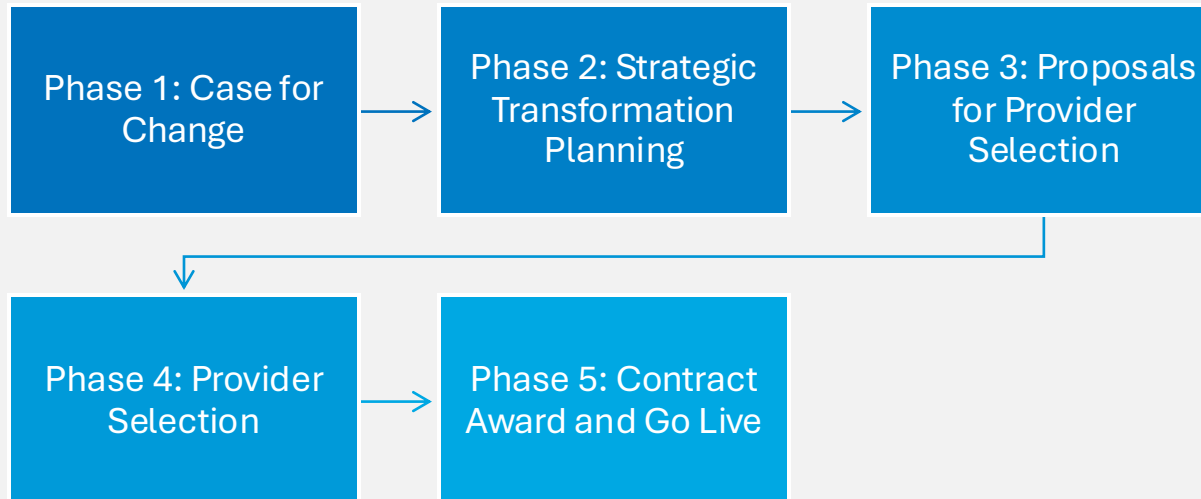 Phase 1: Case for
Change
Phase 2: Strategic
Transformation
Planning
Phase 3: Proposals
for Provider
Selection
Phase 4: Provider
Selection
Phase 5: Contract
Award and Go Live